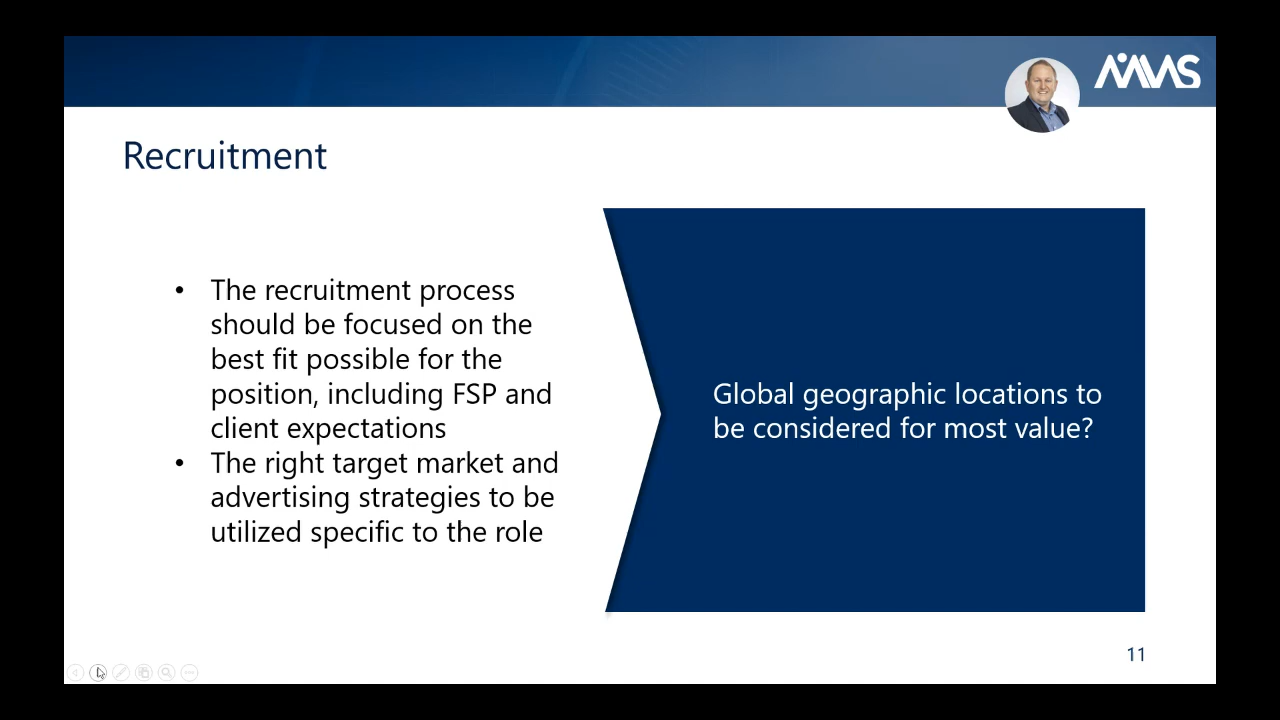 MMS
Recruitment
• The recruitment process
should be focused on the
best fit possible for the
position, including FSP and
client expectations
• The right target market and
advertising strategies to be
utilized specific to the role
Global geographic locations to
be considered for most value?
11